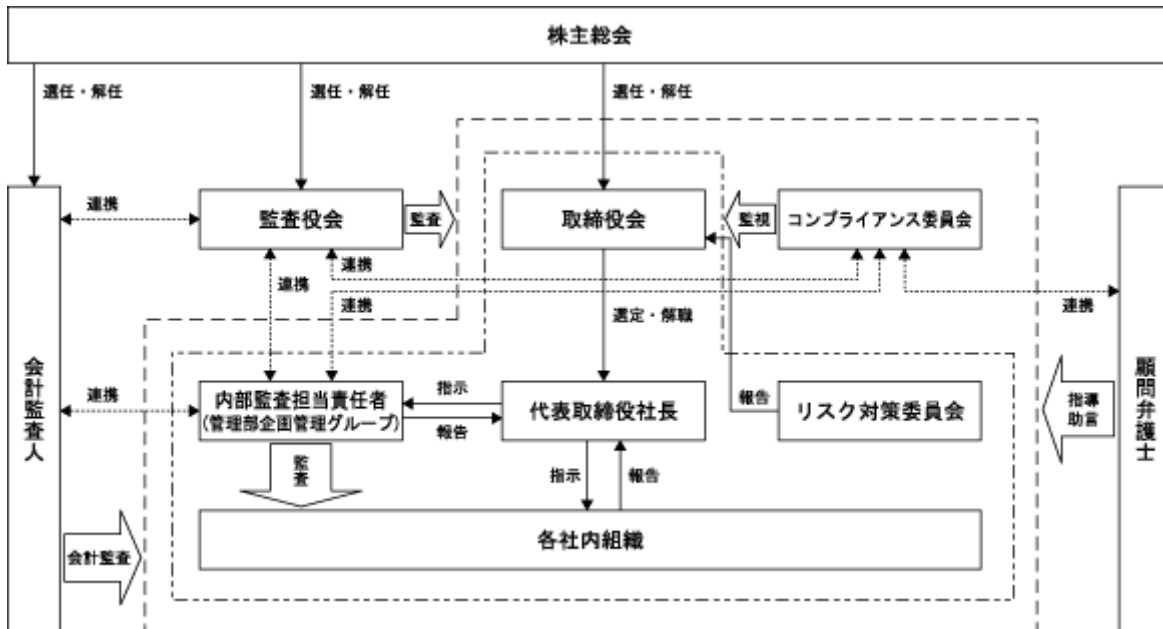 株主総会
選任・解任
選任・解任
選任・解任
連携
監査役会
監査
取締役会
監視
コンプライアンス委員会
連携
連携
連携
連携
選定・解職
会計監査人
連携
内部監査担当責任者
(管理部企画管理グループ)
指示
報告
代表取締役社長
報告
リスク対策委員会
指導
助言
顧問弁護士
監査
指示
報告
各社内組織
会計監査